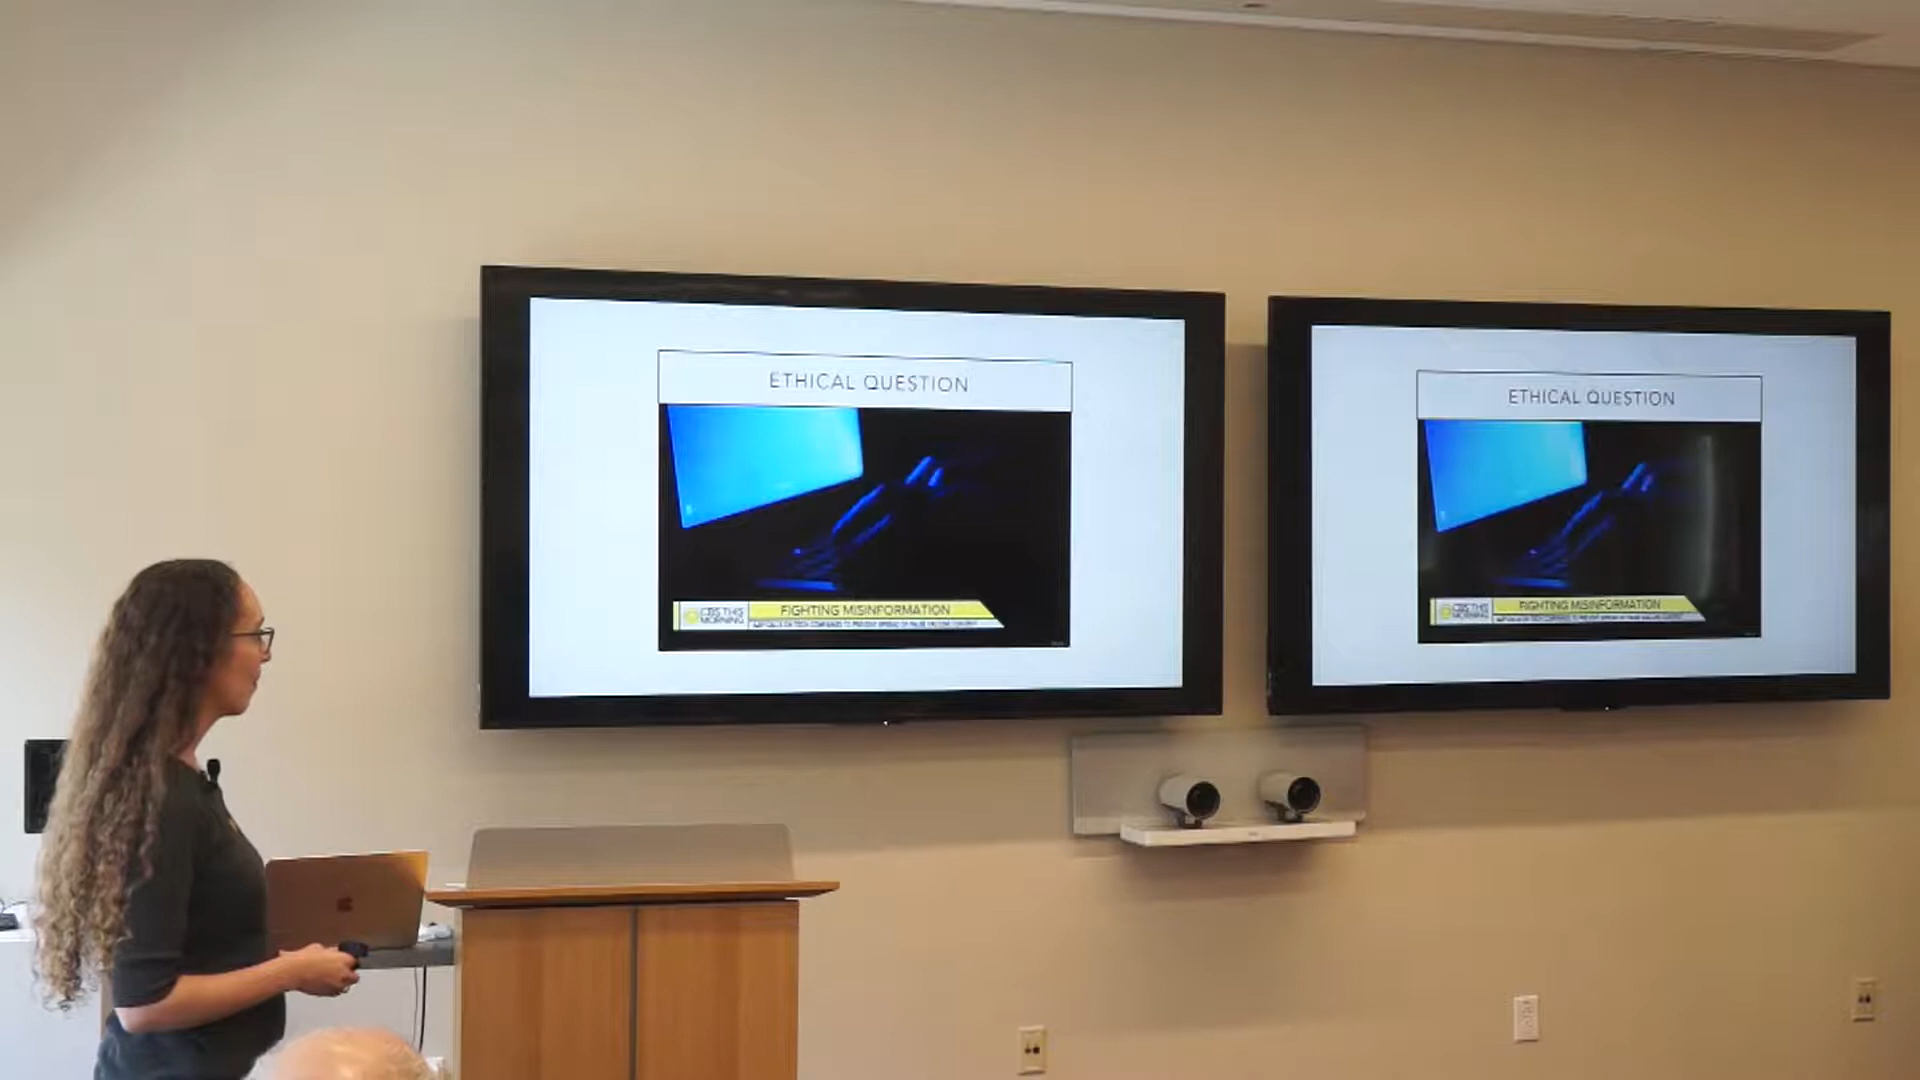 ETHICAL QUESTION
CBS THIS
MORNING
FIGHTING MISINFORMATION
ETHICAL QUESTION
CBS THIS
MORNING
FIGHTING MISINFORMATION